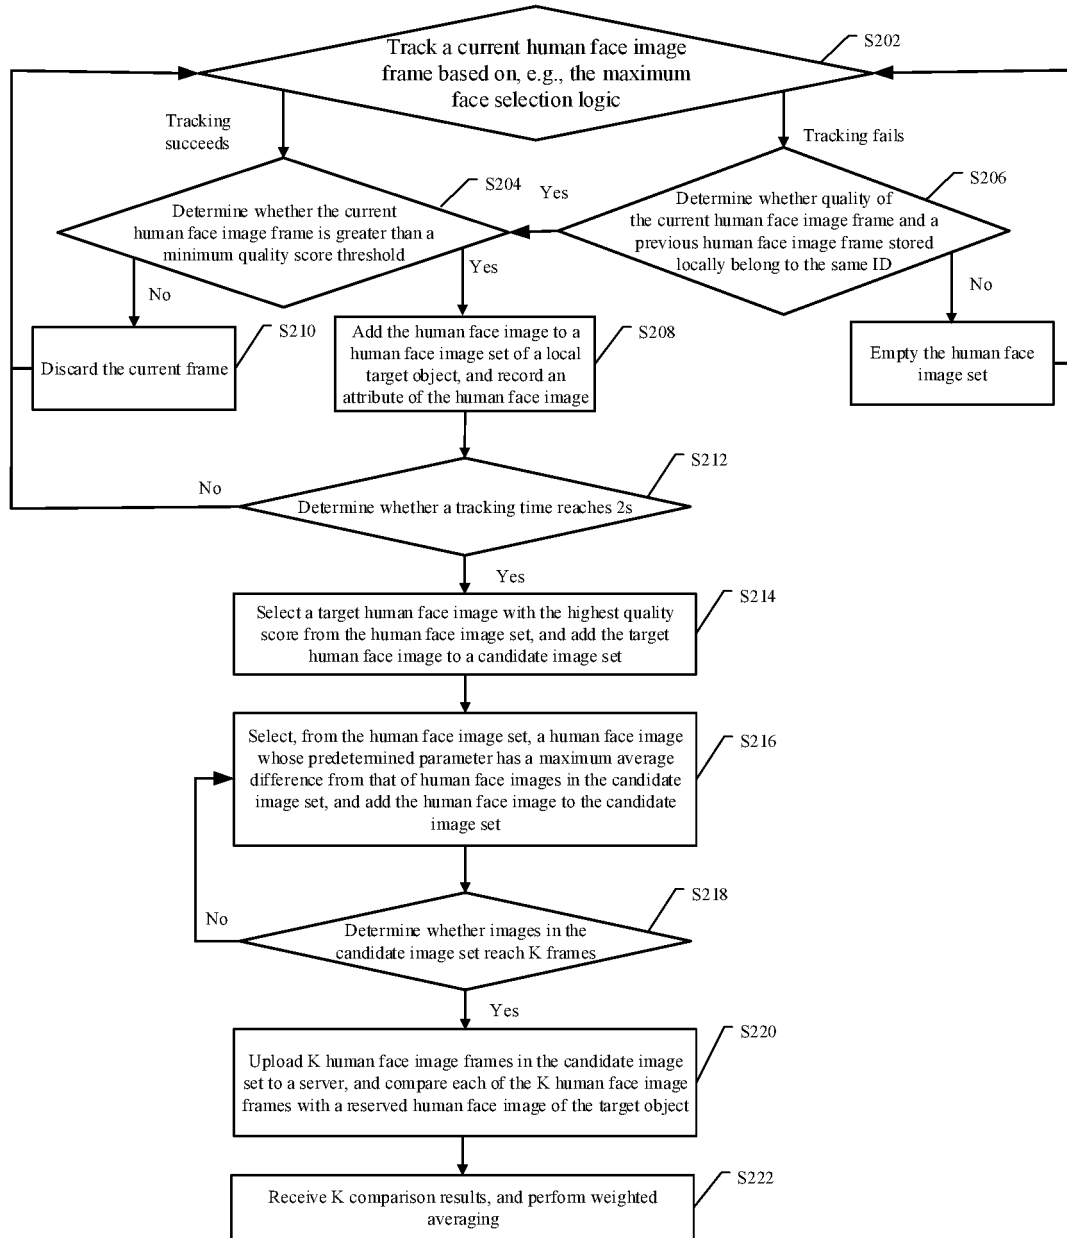 Track a current human face image
frame based on, e.g., the maximum
face selection logic
S202
Tracking
succeeds
Tracking fails
S204
Yes
S206
Determine whether the current
human face image frame is greater than a
minimum quality score threshold
Determine whether quality of
the current human face image frame and a
previous human face image frame stored
locally belong to the same ID
No
Yes
No
S210
Discard the current frame
S208
Add the human face image to a
human face image set of a local
target object, and record an
attribute of the human face image
Empty the human face
image set
S212
No
Determine whether a tracking time reaches 2s
Yes
S214
Select a target human face image with the highest quality
score from the human face image set, and add the target
human face image to a candidate image set
S216
Select, from the human face image set, a human face image
whose predetermined parameter has a maximum average
difference from that of human face images in the candidate
image set, and add the human face image to the candidate
image set
S218
No
Determine whether images in the
candidate image set reach K frames
Yes
S220
Upload K human face image frames in the candidate image
set to a server, and compare each of the K human face image
frames with a reserved human face image of the target object
S222
Receive K comparison results, and perform weighted
averaging